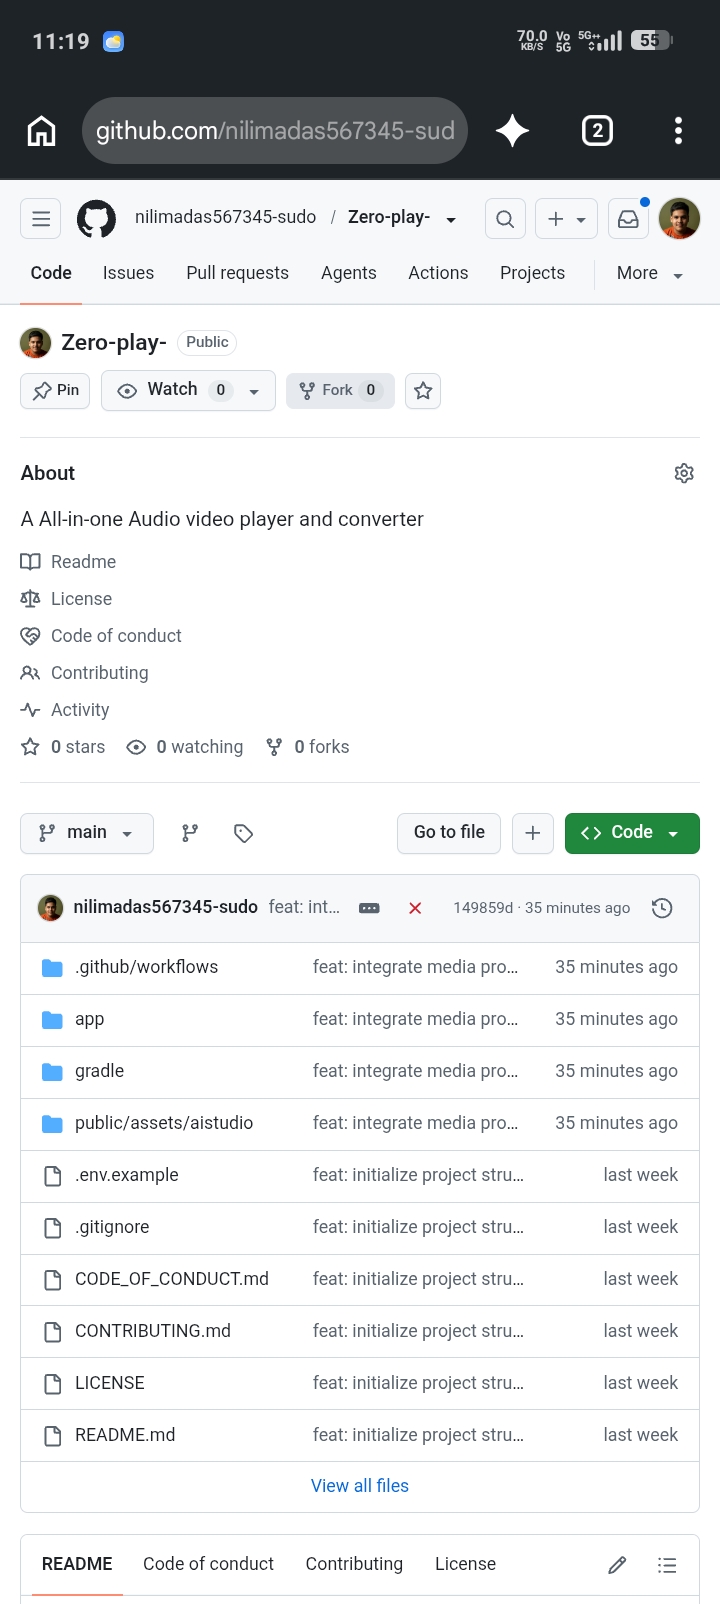 11:19 70.0 KB/S Vo 5G 5G++ 55
github.com/nilimadas567345-sud 2
nilimadas567345-sudo / Zero-play-
Code Issues Pull requests Agents Actions Projects More
Zero-play- Public
Pin Watch 0 Fork 0
About
A All-in-one Audio video player and converter
Readme
License
Code of conduct
Contributing
Activity
0 stars 0 watching 0 forks
main Go to file Code
nilimadas567345-sudo feat: int... 149859d · 35 minutes ago
.github/workflows feat: integrate media pro... 35 minutes ago
app feat: integrate media pro... 35 minutes ago
gradle feat: integrate media pro... 35 minutes ago
public/assets/aistudio feat: integrate media pro... 35 minutes ago
.env.example feat: initialize project stru... last week
.gitignore feat: initialize project stru... last week
CODE_OF_CONDUCT.md feat: initialize project stru... last week
CONTRIBUTING.md feat: initialize project stru... last week
LICENSE feat: initialize project stru... last week
README.md feat: initialize project stru... last week
View all files
README Code of conduct Contributing License